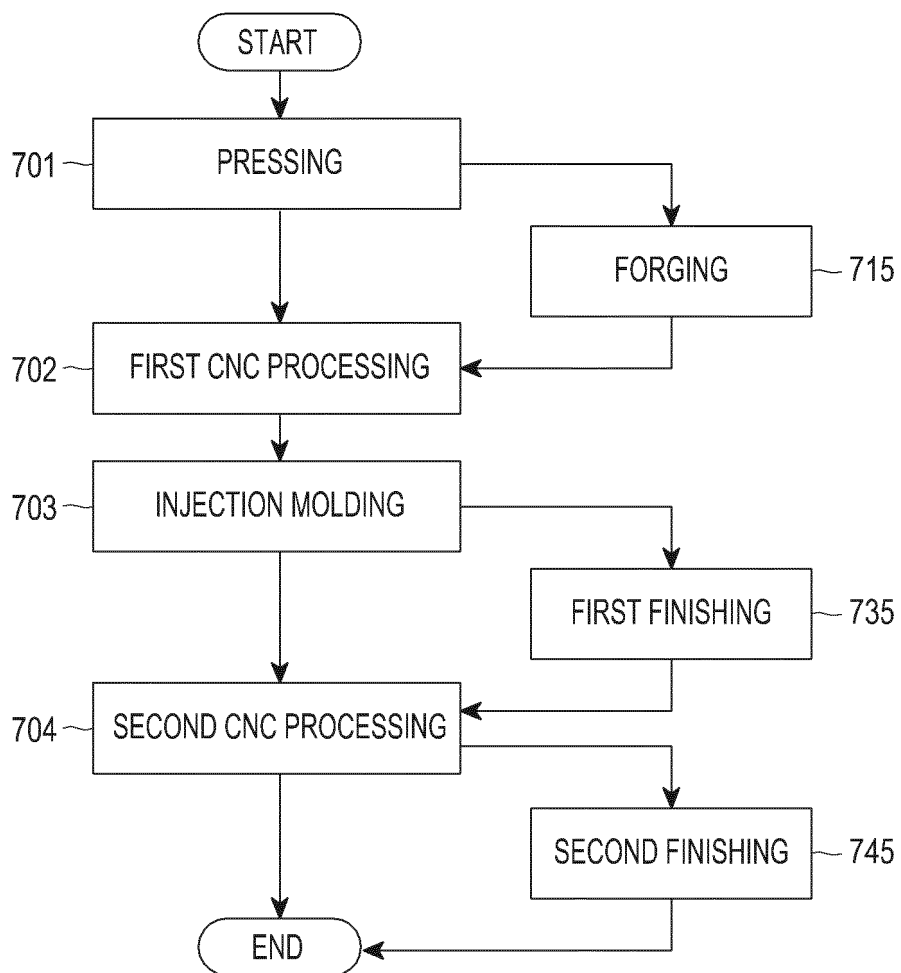 START
701
PRESSING
FORGING
715
702
FIRST CNC PROCESSING
703
INJECTION MOLDING
FIRST FINISHING
735
704
SECOND CNC PROCESSING
SECOND FINISHING
745
END